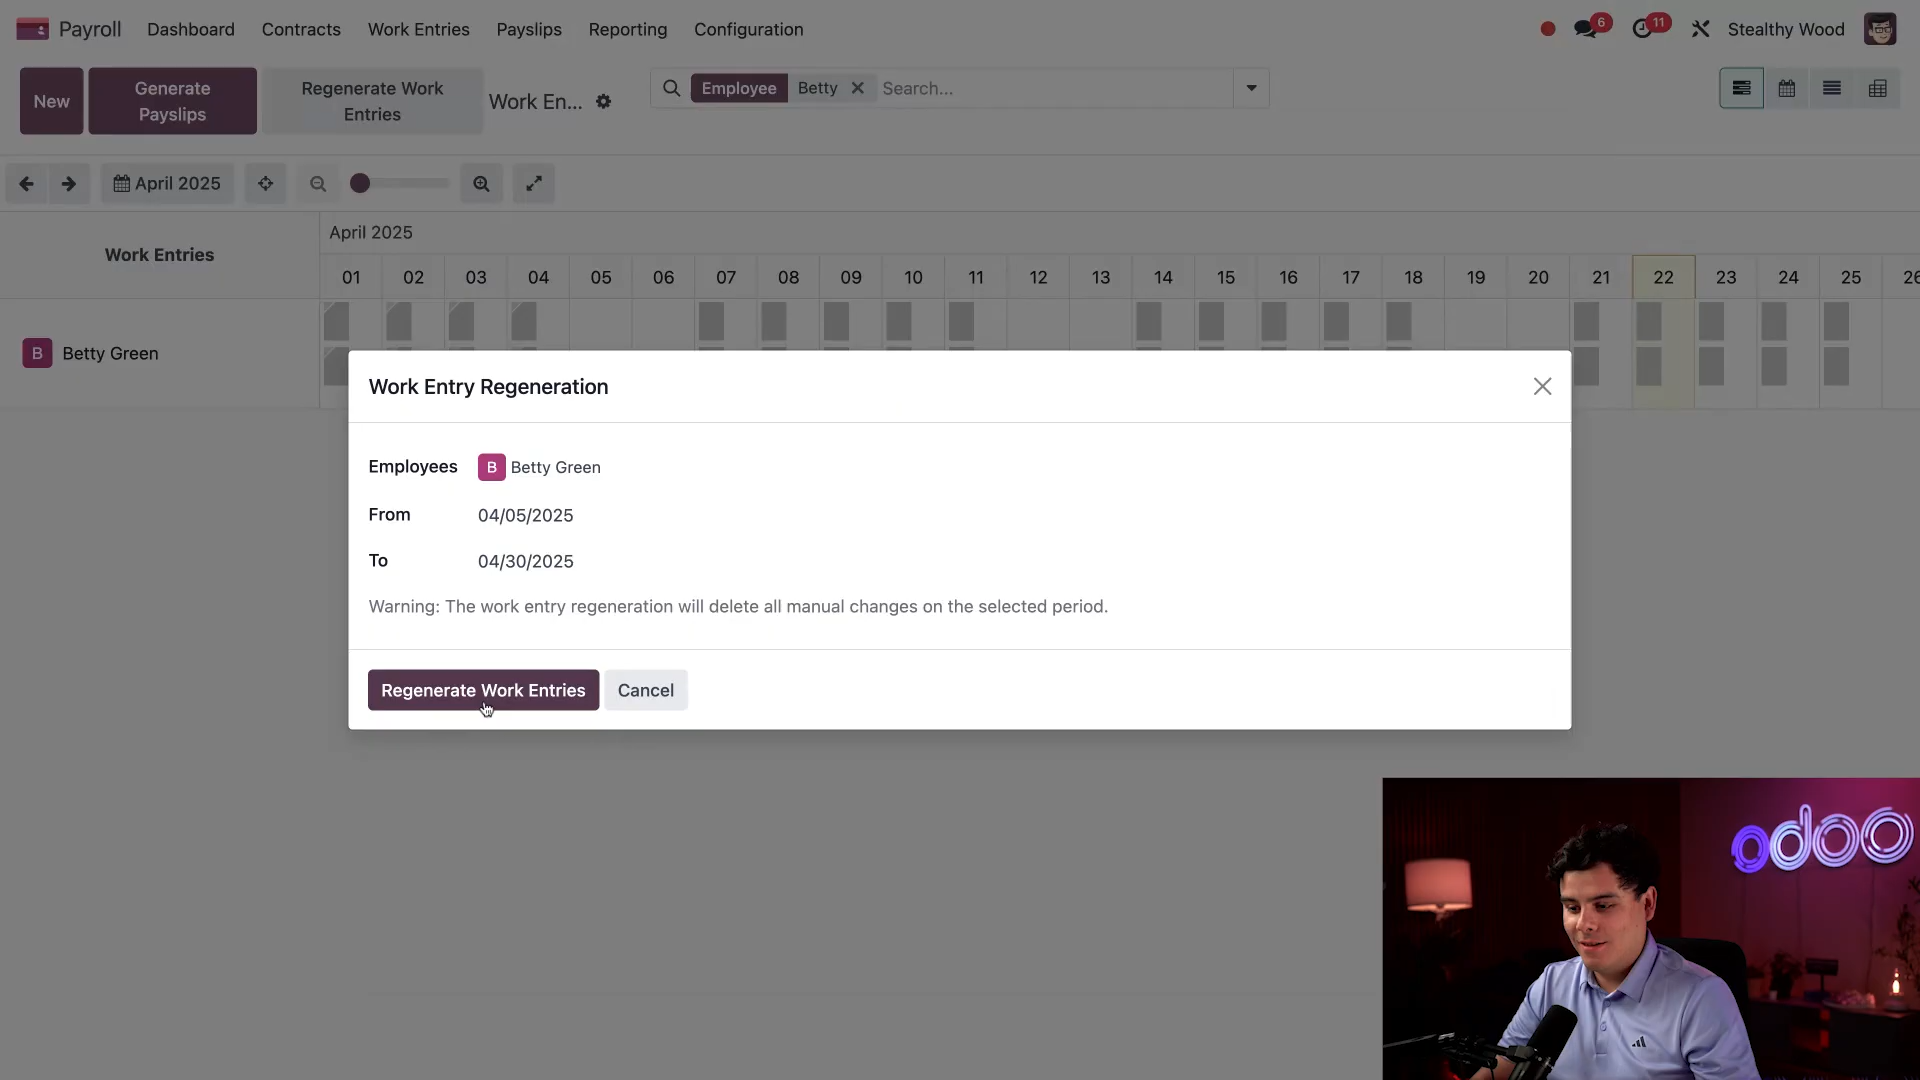 Payroll Dashboard Contracts Work Entries Payslips Reporting Configuration 6 11 Stealthy Wood
New Generate Payslips Regenerate Work Entries Work En... Employee Betty Search...
April 2025
Work Entries
April 2025
01 02 03 04 05 06 07 08 09 10 11 12 13 14 15 16 17 18 19 20 21 22 23 24 25 26
B Betty Green
Work Entry Regeneration
Employees B Betty Green
From 04/05/2025
To 04/30/2025
Warning: The work entry regeneration will delete all manual changes on the selected period.
Regenerate Work Entries Cancel
odoo